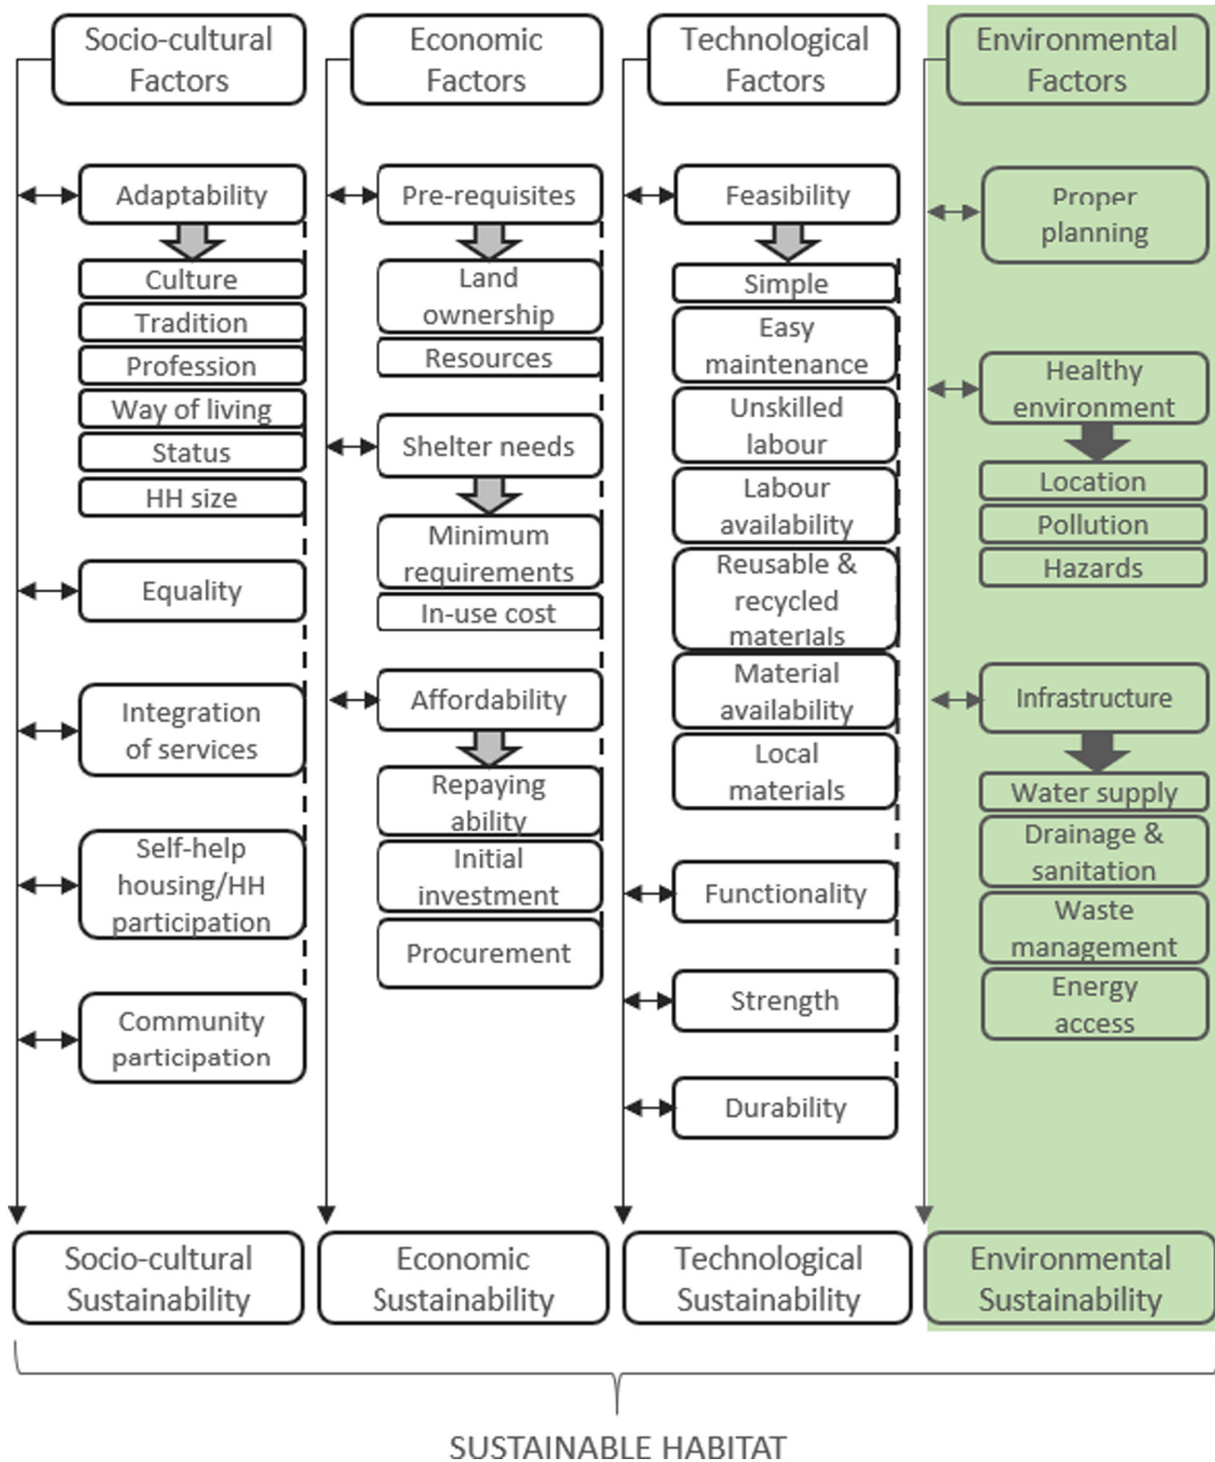 Socio-cultural
Factors
Adaptability
Culture
Tradition
Profession
Way of living
Status
HH size
Equality
Integration
of services
Self-help
housing/HH
participation
Community
participation
Socio-cultural
Sustainability
Economic
Factors
Pre-requisites
Land
ownership
Resources
Shelter needs
Minimum
requirements
In-use cost
Affordability
Repaying
ability
Initial
investment
Procurement
Economic
Sustainability
Technological
Factors
Feasibility
Simple
Easy
maintenance
Unskilled
labour
Labour
availability
Reusable &
recycled
materials
Material
availability
Local
materials
Functionality
Strength
Durability
Technological
Sustainability
Environmental
Factors
Proper
planning
Healthy
environment
Location
Pollution
Hazards
Infrastructure
Water supply
Drainage &
sanitation
Waste
management
Energy
access
Environmental
Sustainability
SUSTAINABLE HABITAT